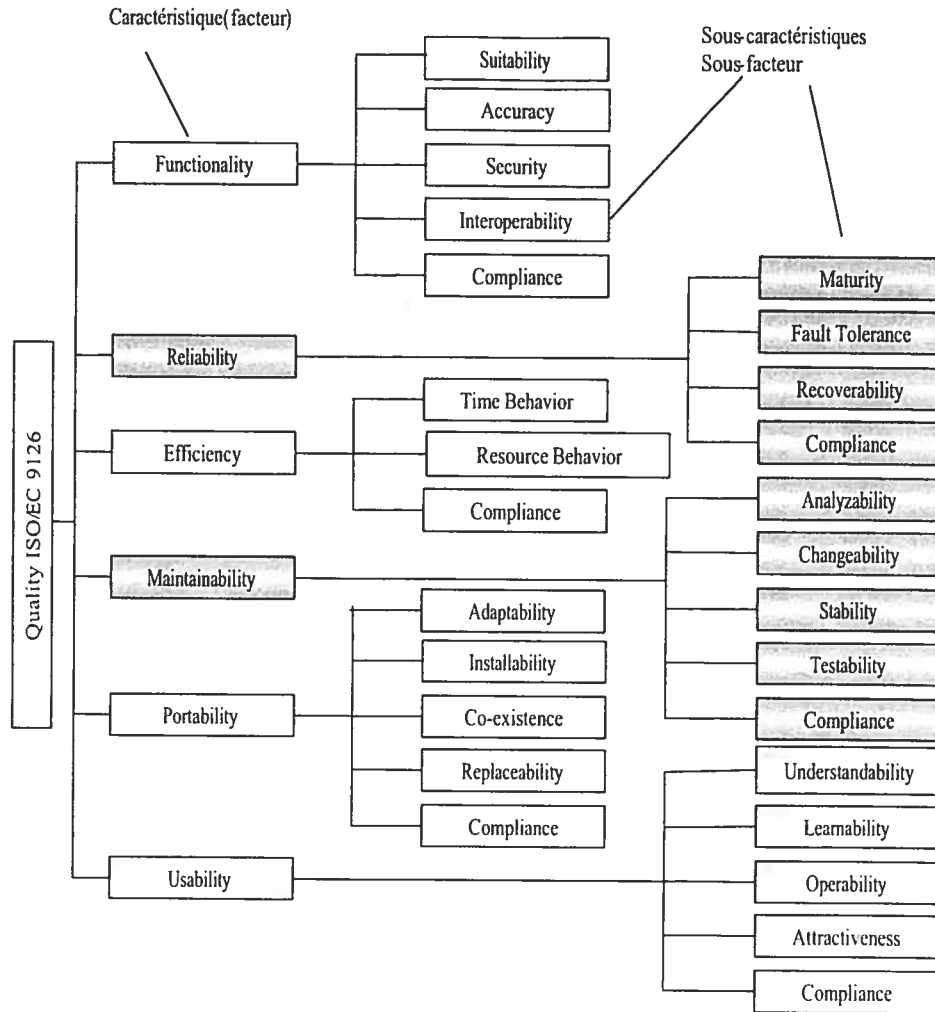 Caractéristique(facteur)
Sous-caractéristiques
Sous-facteur
Quality ISO/EC 9126
Functionality
Suitability
Accuracy
Security
Interoperability
Compliance
Reliability
Maturity
Fault Tolerance
Recoverability
Compliance
Efficiency
Time Behavior
Resource Behavior
Compliance
Maintainability
Analyzability
Changeability
Stability
Testability
Compliance
Portability
Adaptability
Installability
Co-existence
Replaceability
Compliance
Usability
Understandability
Learnability
Operability
Attractiveness
Compliance